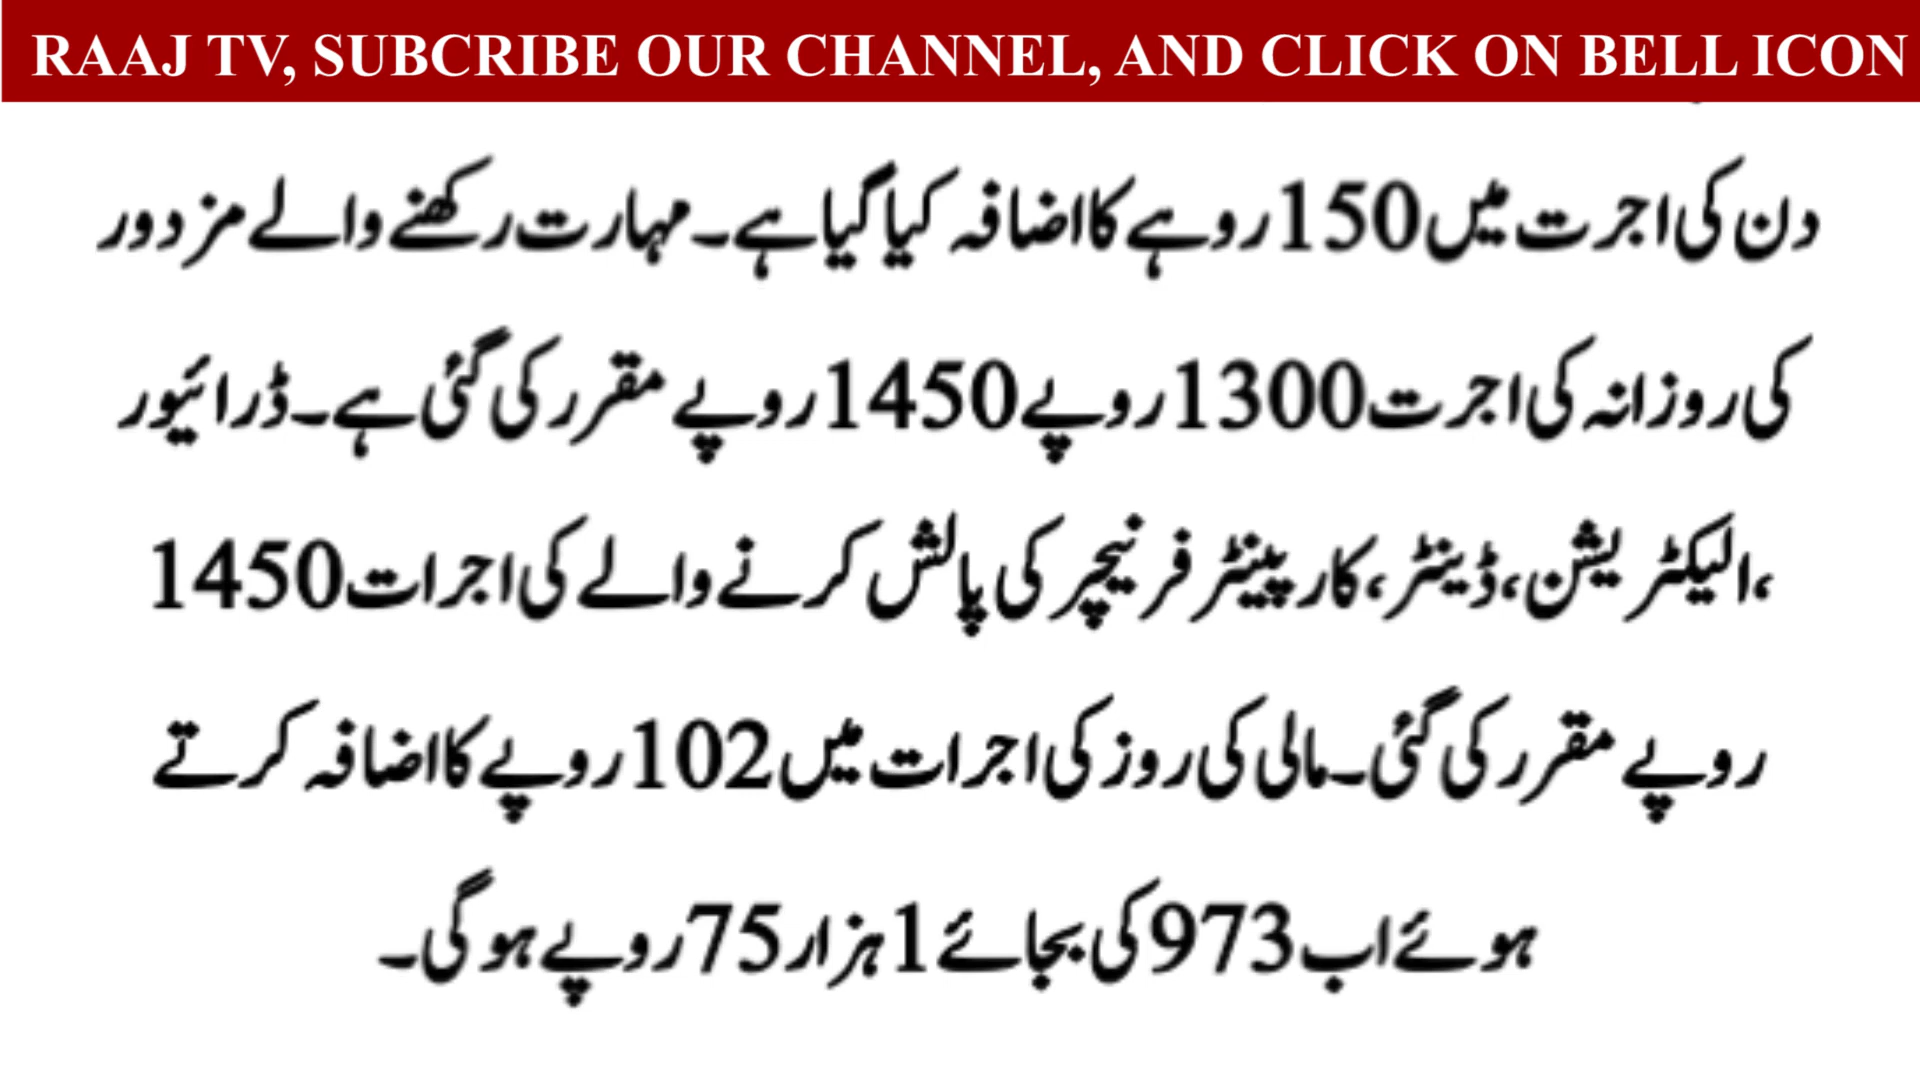 RAAJ TV, SUBCRIBE OUR CHANNEL, AND CLICK ON BELL ICON
دن کی اجرت میں 150 روہے کا اضافہ کیا گیا ہے۔ مہارت رکھنے والے مزدور
کی روزانہ کی اجرت 1300 روپے 1450 روپے مقرر کی گئی ہے۔ ڈرائیور
،الیکٹریشن، ڈینٹر، کارپینٹر فرنیچر کی پالش کرنے والے کی اجرات 1450
روپے مقرر کی گئی۔ مالی کی روز کی اجرات میں 102 روپے کا اضافہ کرتے
ہوئے اب 973 کی بجائے 1 ہزار 75 روپے ہو گی۔